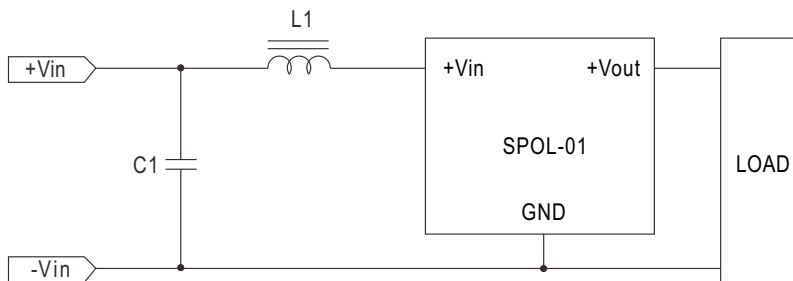 L1
+Vin
+Vin
+Vout
C1
SPOL-01
LOAD
GND
-Vin